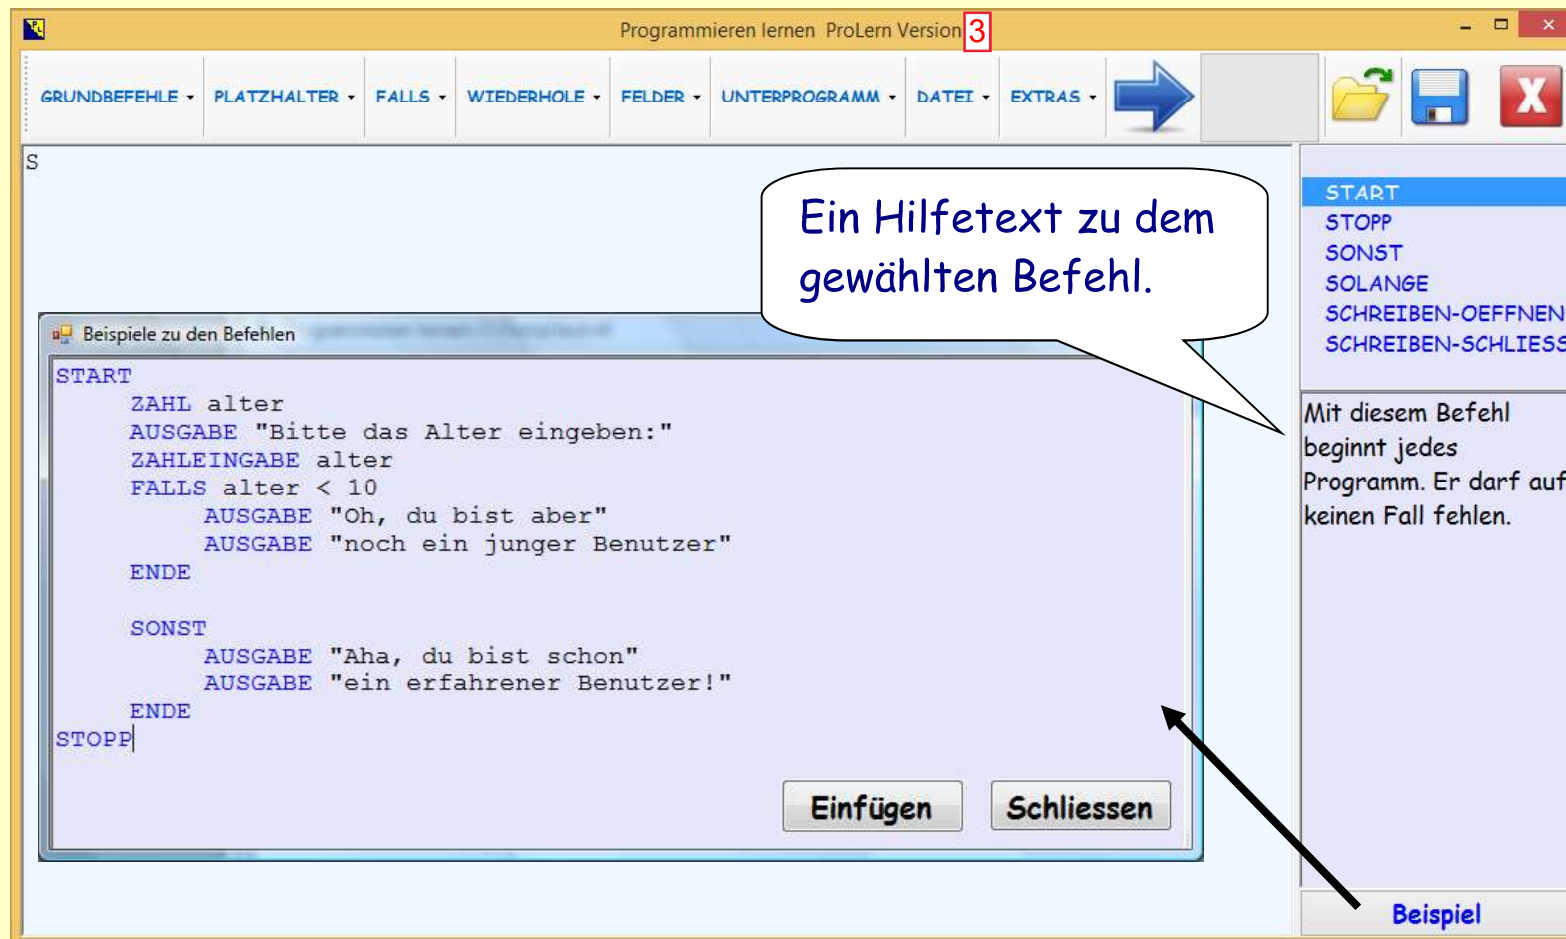 Programmieren lernen ProLern Version 3
GRUNDBEFEHLE PLATZHALTER FALLS WIEDERHOLE FELDER UNTERPROGRAMM DATEI EXTRAS
S
Ein Hilfetext zu dem
gewählten Befehl.
START
STOPP
SONST
SOLANGE
SCHREIBEN-OEFFNEN
SCHREIBEN-SCHLIESS
Beispiele zu den Befehlen
START
ZAHL alter
AUSGABE "Bitte das Alter eingeben:"
ZAHLEINGABE alter
FALLS alter < 10
AUSGABE "Oh, du bist aber"
AUSGABE "noch ein junger Benutzer"
ENDE
SONST
AUSGABE "Aha, du bist schon"
AUSGABE "ein erfahrener Benutzer!"
ENDE
STOPP
Einfügen Schliessen
Mit diesem Befehl
beginnt jedes
Programm. Er darf auf
keinen Fall fehlen.
Beispiel